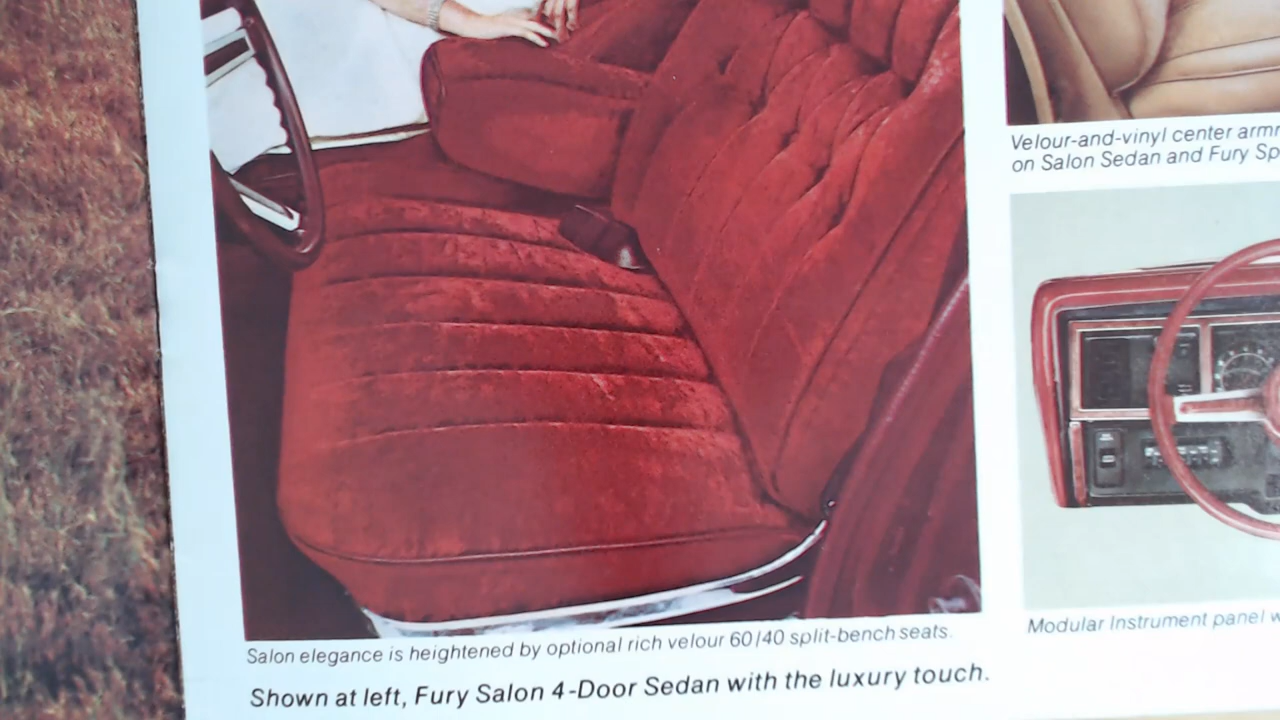 Velour-and-vinyl center
on Salon Sedan and Fury
Salon elegance is heightened by optional rich velour 60/40 split-bench seats.
Modular Instrument panel
Shown at left, Fury Salon 4-Door Sedan with the luxury touch.